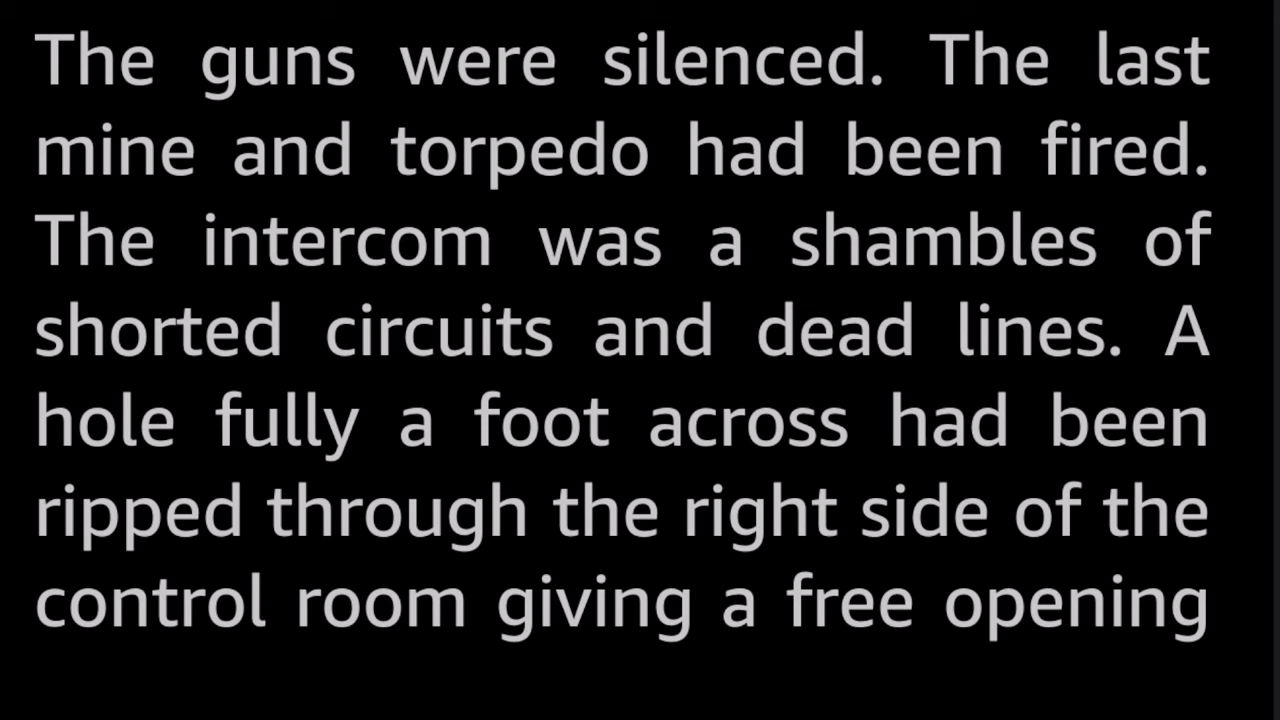 The guns were silenced. The last
mine and torpedo had been fired.
The intercom was a shambles of
shorted circuits and dead lines. A
hole fully a foot across had been
ripped through the right side of the
control room giving a free opening